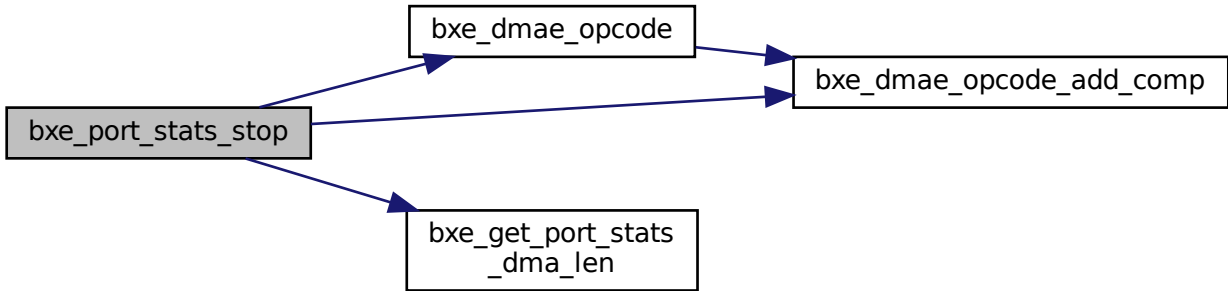 bxe_port_stats_stop
bxe_dmae_opcode
bxe_dmae_opcode_add_comp
bxe_get_port_stats
_dma_len